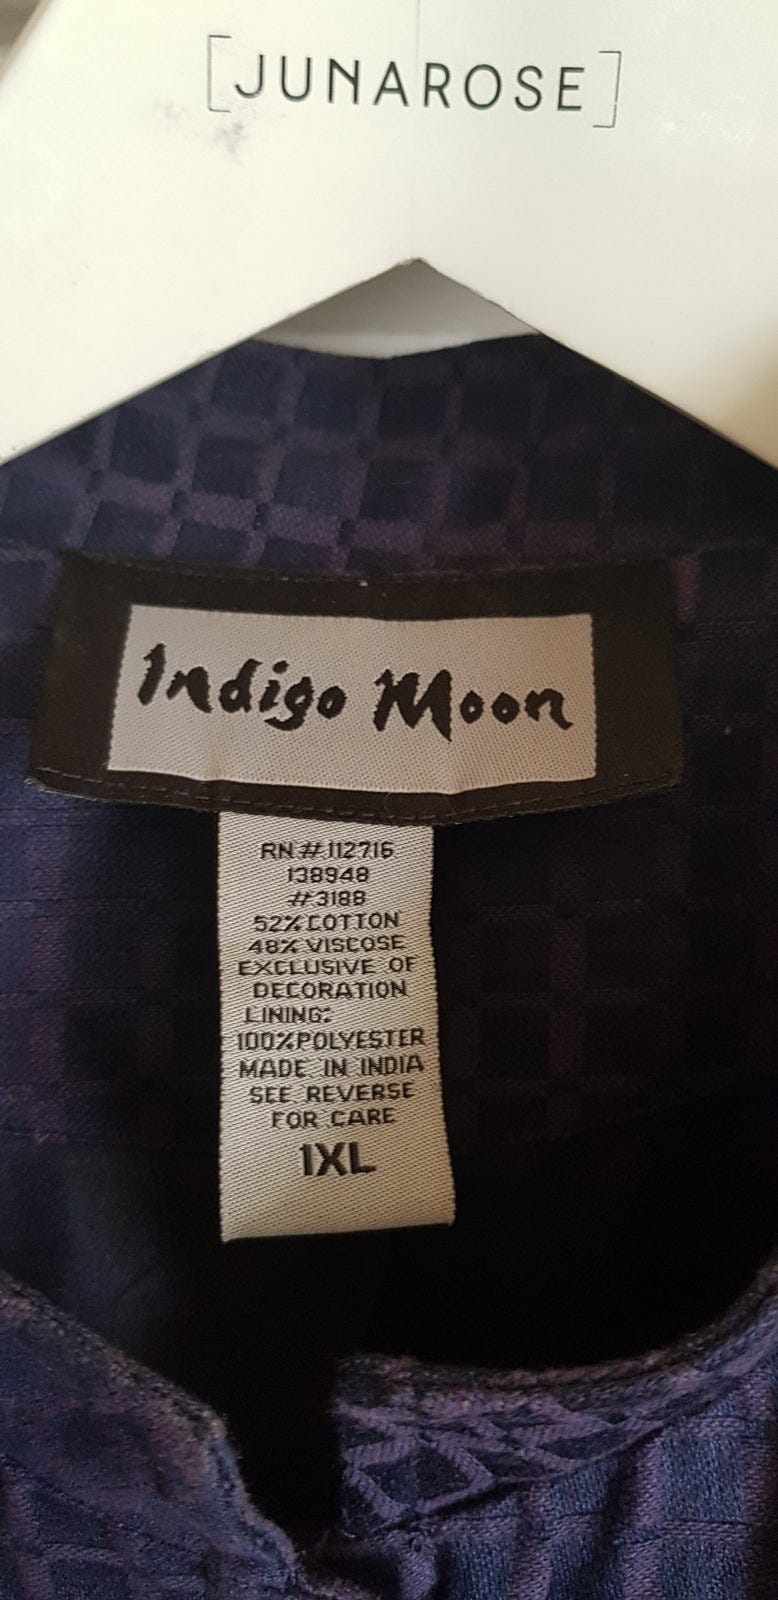 [JUNAROSE]
Indigo Moon
RN#112716
138948
#3188
52% COTTON
48% VISCOSE
EXCLUSIVE OF
DECORATION
LINING:
100%POLYESTER
MADE IN INDIA
SEE REVERSE
FOR CARE
1XL